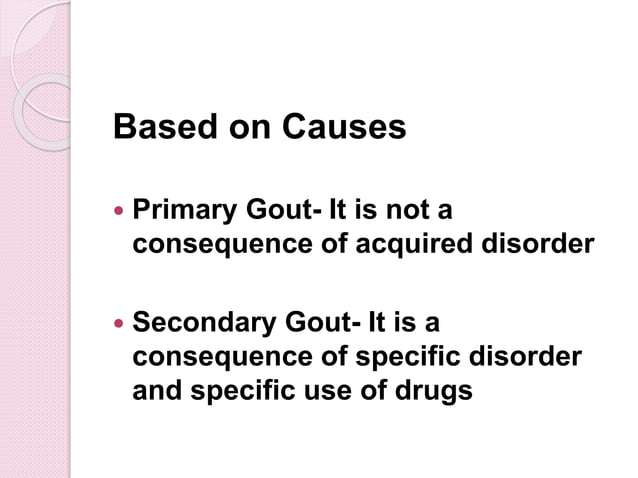 Based on Causes
Primary Gout- It is not a
consequence of acquired disorder
Secondary Gout- It is a
consequence of specific disorder
and specific use of drugs